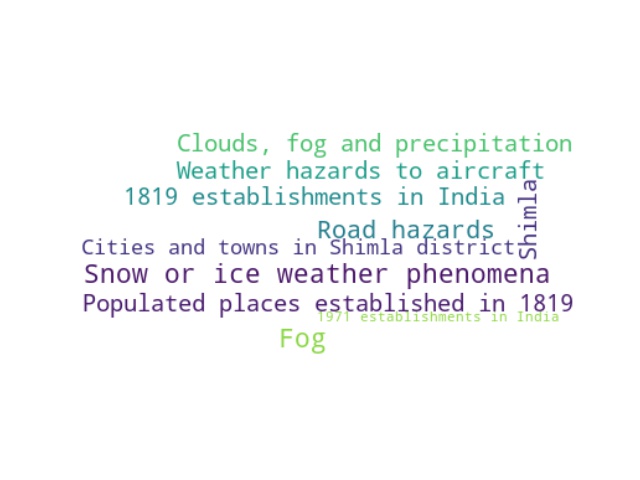 Clouds, fog and precipitation
Weather hazards to aircraft
1819 establishments in India
Shimla
Road hazards
Cities and towns in Shimla district
Snow or ice weather phenomena
Populated places established in 1819
1971 establishments in India
Fog